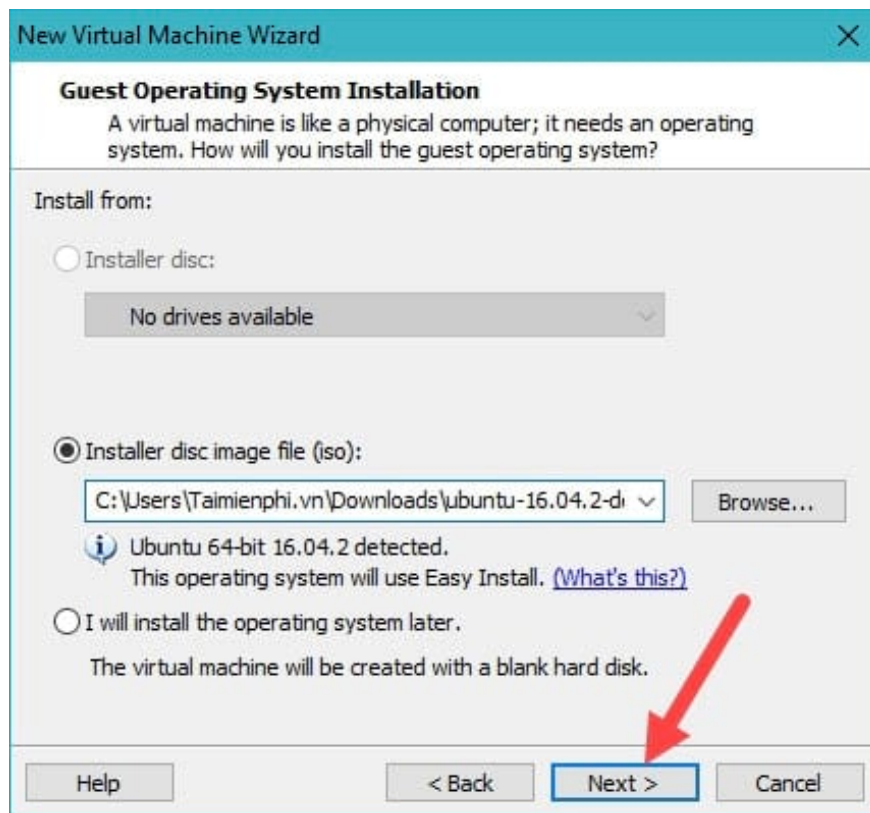 New Virtual Machine Wizard
Guest Operating System Installation
A virtual machine is like a physical computer; it needs an operating
system. How will you install the guest operating system?
Install from:
Installer disc:
No drives available
Installer disc image file (iso):
C:\Users\Taimienphi.vn\Downloads\ubuntu-16.04.2-de
Browse...
Ubuntu 64-bit 16.04.2 detected.
This operating system will use Easy Install. (What's this?)
I will install the operating system later.
The virtual machine will be created with a blank hard disk.
Help
< Back
Next >
Cancel